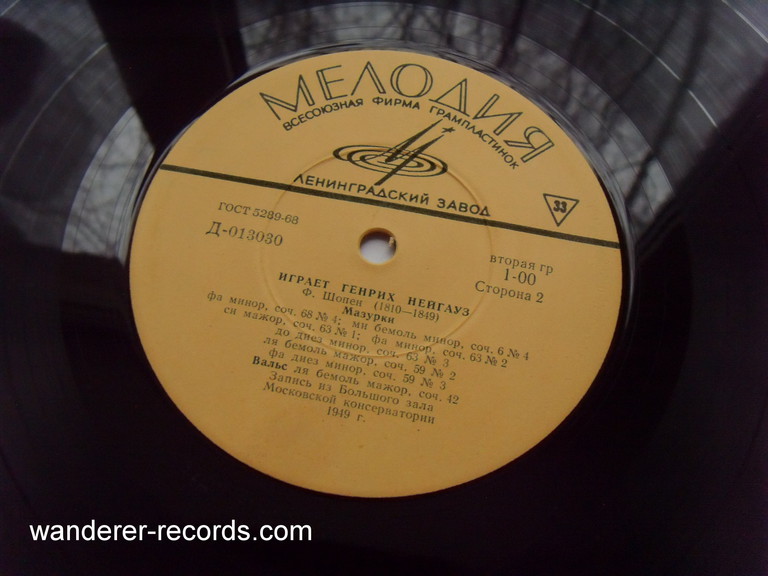 МЕЛОДИЯ
ВСЕСОЮЗНАЯ ФИРМА ГРАМПЛАСТИНОК
ЛЕНИНГРАДСКИЙ ЗАВОД
33
ГОСТ 5289-68
Д-013030
вторая гр
1-00
Сторона 2
ИГРАЕТ ГЕНРИХ НЕЙГАУЗ
Ф. Шопен (1810—1849)
Мазурки
фа минор, соч. 68 № 4; ми бемоль минор, соч. 6 № 4
си мажор, соч. 63 № 1; фа минор, соч. 63 № 2
до диез минор, соч. 63 № 3
ля бемоль мажор, соч. 59 № 2
фа диез минор, соч. 59 № 3
Вальс ля бемоль мажор, соч. 42
Запись из Большого зала
Московской консерватории
1949 г.
wanderer-records.com